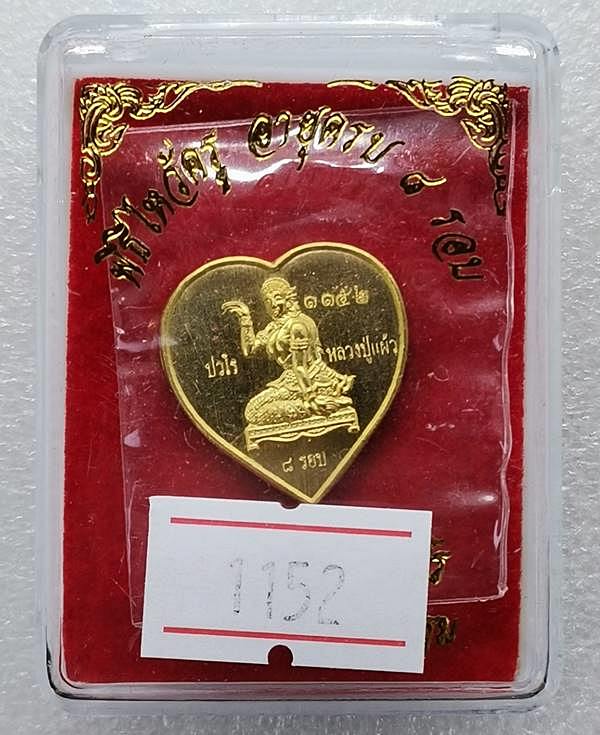 พิธีไหว้ครู อายุครบ ๘ รอบ
๑๑๕๒
ปวโร
หลวงปู่แผ้ว
๘ รอบ
1152